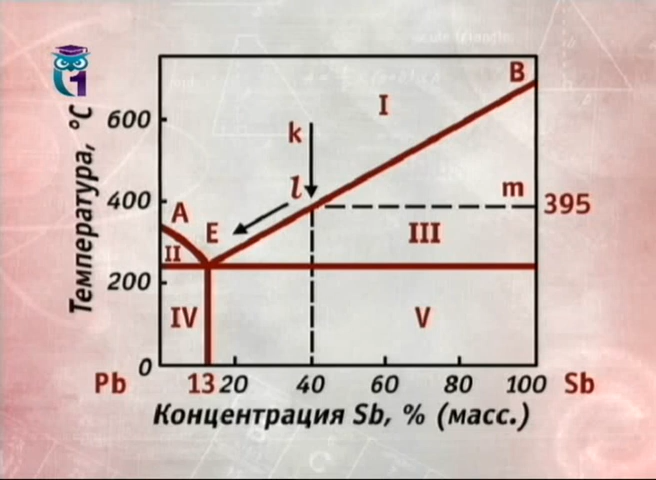 1
Температура, °C
600
400
200
0
A
B
I
k
l
m
395
E
II
III
IV
V
Pb
13 20 40 60 80 100 Sb
Концентрация Sb, % (масс.)